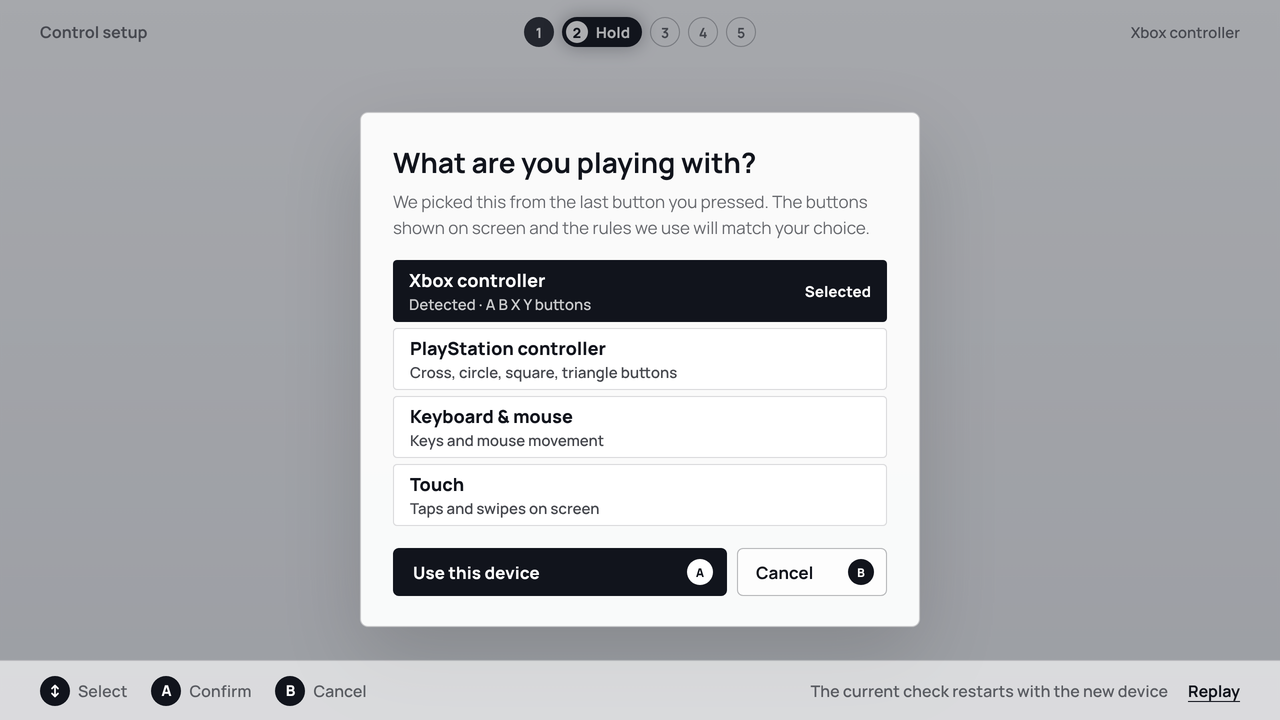 Control setup
1
2 Hold
3
4
5
Xbox controller
What are you playing with?
We picked this from the last button you pressed. The buttons
shown on screen and the rules we use will match your choice.
Xbox controller
Detected · A B X Y buttons
Selected
PlayStation controller
Cross, circle, square, triangle buttons
Keyboard & mouse
Keys and mouse movement
Touch
Taps and swipes on screen
Use this device A
Cancel B
Select
A Confirm
B Cancel
The current check restarts with the new device
Replay